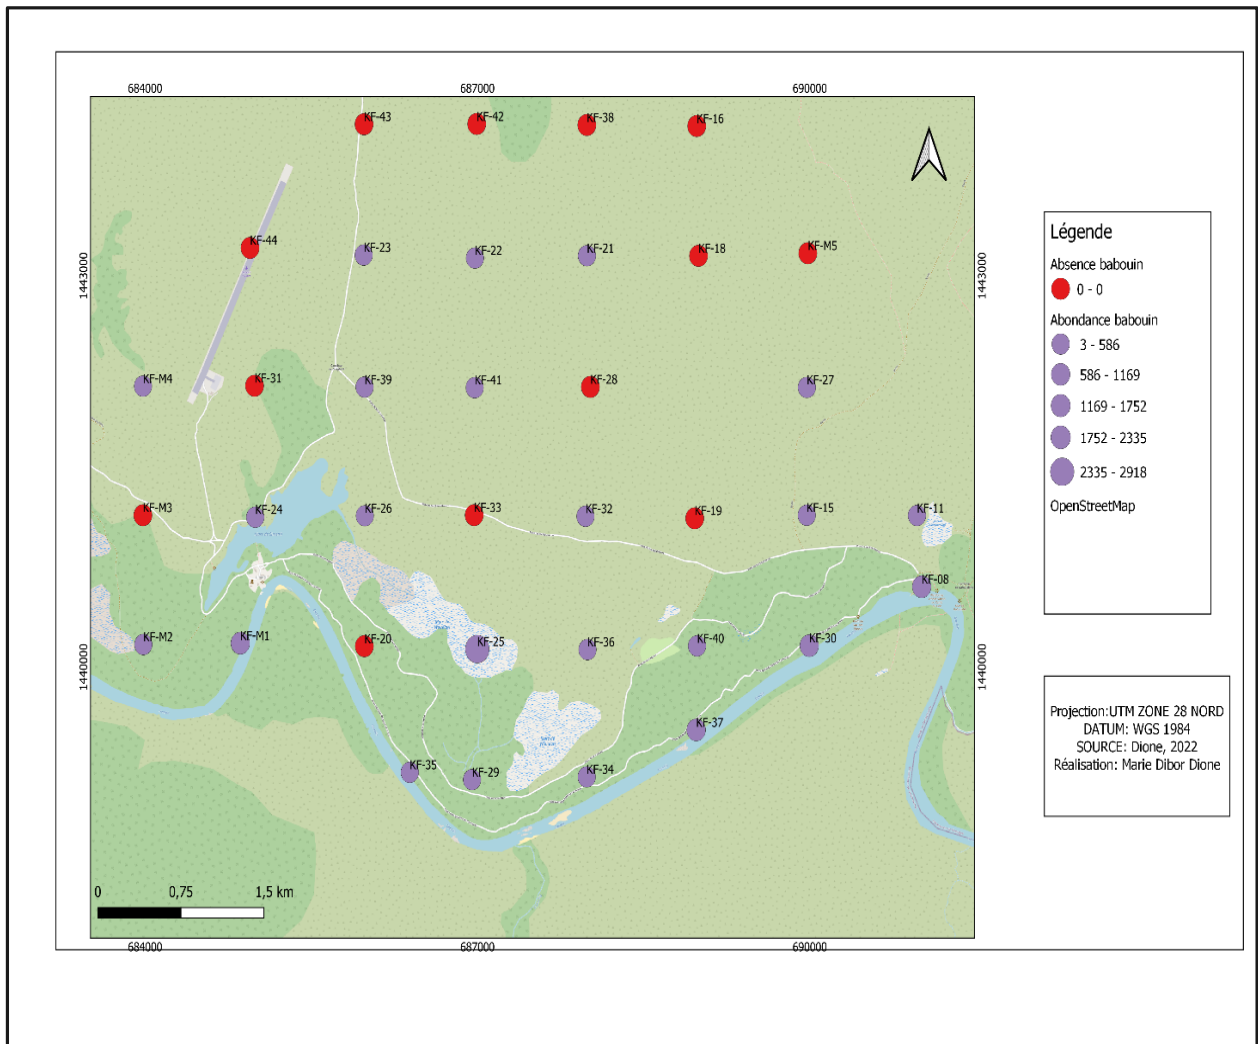 684000
687000
690000
KF-43
KF-42
KF-38
KF-16
KF-44
KF-23
KF-22
KF-21
KF-18
KF-M5
1443000
1443000
KF-M4
KF-31
KF-39
KF-41
KF-28
KF-27
KF-M3
KF-24
KF-26
KF-33
KF-32
KF-19
KF-15
KF-11
KF-08
KF-M2
KF-M1
KF-20
KF-25
KF-36
KF-40
KF-30
1440000
1440000
KF-37
KF-35
KF-29
KF-34
0
0,75
1,5 km
684000
687000
690000
Légende
Absence babouin
0 - 0
Abondance babouin
3 - 586
586 - 1169
1169 - 1752
1752 - 2335
2335 - 2918
OpenStreetMap
Projection:UTM ZONE 28 NORD
DATUM: WGS 1984
SOURCE: Dione, 2022
Réalisation: Marie Dibor Dione